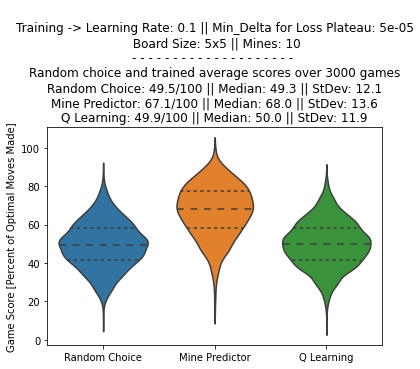 Training -> Learning Rate: 0.1 || Min_Delta for Loss Plateau: 5e-05
Board Size: 5x5 || Mines: 10
- - - - - - - - - - - - - - - - - - -
Random choice and trained average scores over 3000 games
Random Choice: 49.5/100 || Median: 49.3 || StDev: 12.1
Mine Predictor: 67.1/100 || Median: 68.0 || StDev: 13.6
Q Learning: 49.9/100 || Median: 50.0 || StDev: 11.9
Game Score [Percent of Optimal Moves Made]
100
80
60
40
20
0
Random Choice
Mine Predictor
Q Learning